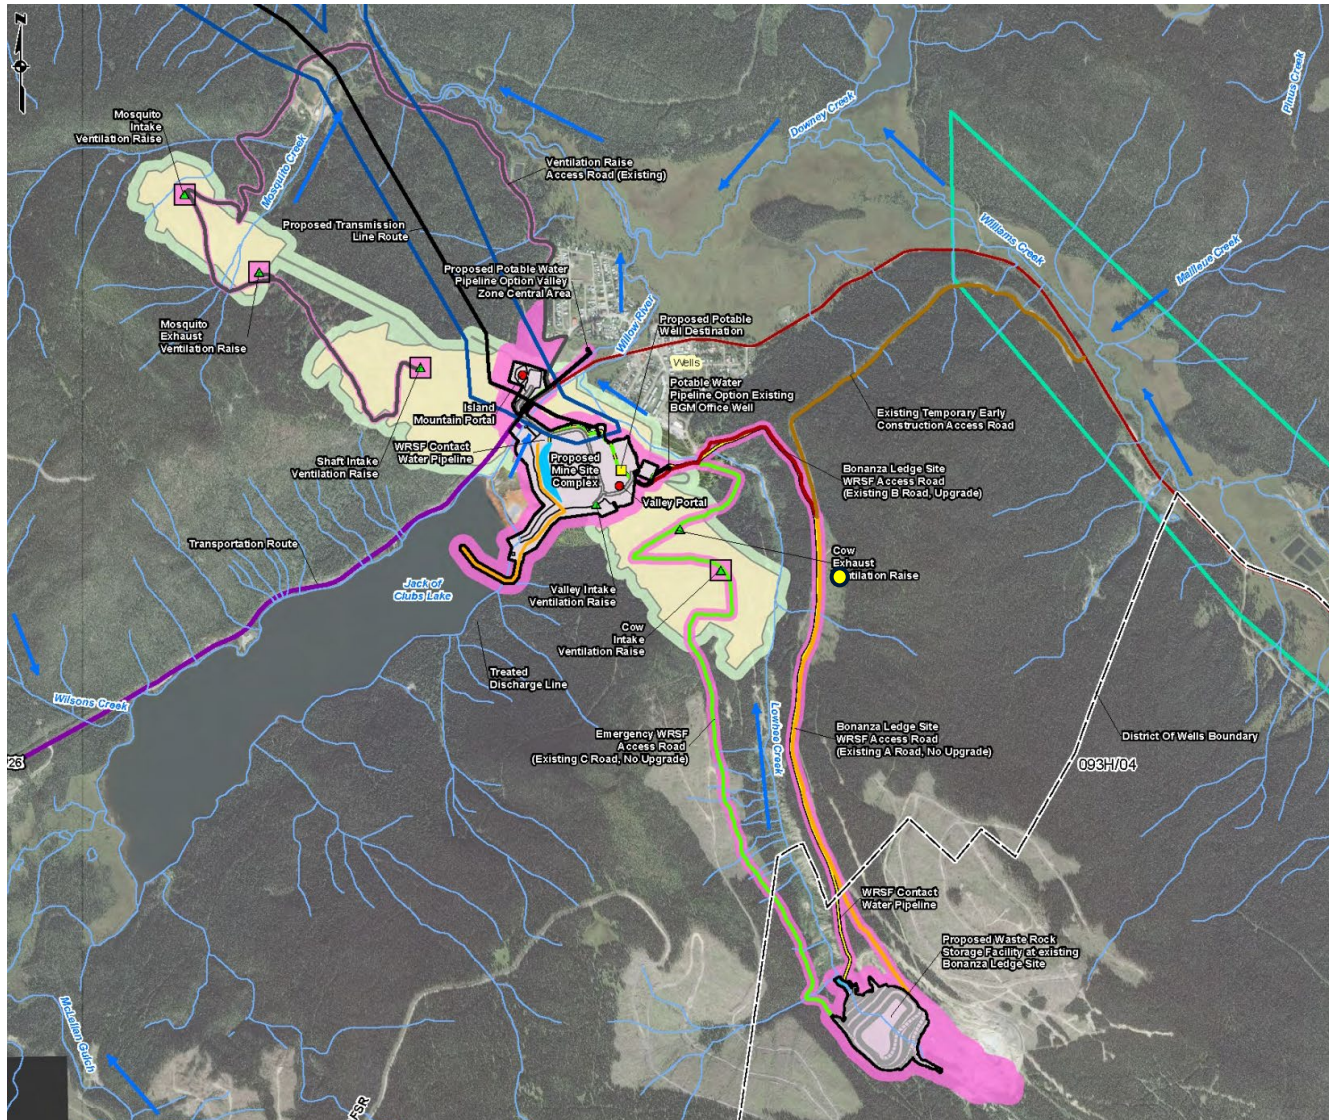 Z
Mosquito
Intake
Ventilation Raise
Mosquito Creek
Ventilation Raise
Access Road (Existing)
Downey Creek
Pinus Creek
Proposed Transmission
Line Route
Williams Creek
Proposed Potable Water
Pipeline Option Valley
Zone Central Area
Mosquito
Exhaust
Ventilation Raise
Willow River
Proposed Potable
Well Destination
Wells
Potable Water
Pipeline Option Existing
BGM Office Well
Island
Mountain Portal
Existing Temporary Early
Construction Access Road
WRSF Contact
Water Pipeline
Proposed
Mine Site
Complex
Shaft Intake
Ventilation Raise
Bonanza Ledge Site
WRSF Access Road
(Existing B Road, Upgrade)
Valley Portal
Transportation Route
Jack of
Clubs Lake
Valley Intake
Ventilation Raise
Cow
Exhaust
ntilation Raise
Cow
Intake
Ventilation Raise
Treated
Discharge Line
Wilsons Creek
26
Lowhee Creek
Emergency WRSF
Access Road
(Existing C Road, No Upgrade)
Bonanza Ledge Site
WRSF Access Road
(Existing A Road, No Upgrade)
District Of Wells Boundary
093H/04
WRSF Contact
Water Pipeline
Proposed Waste Rock
Storage Facility at existing
Bonanza Ledge Site
McLellan Gulch
FSR